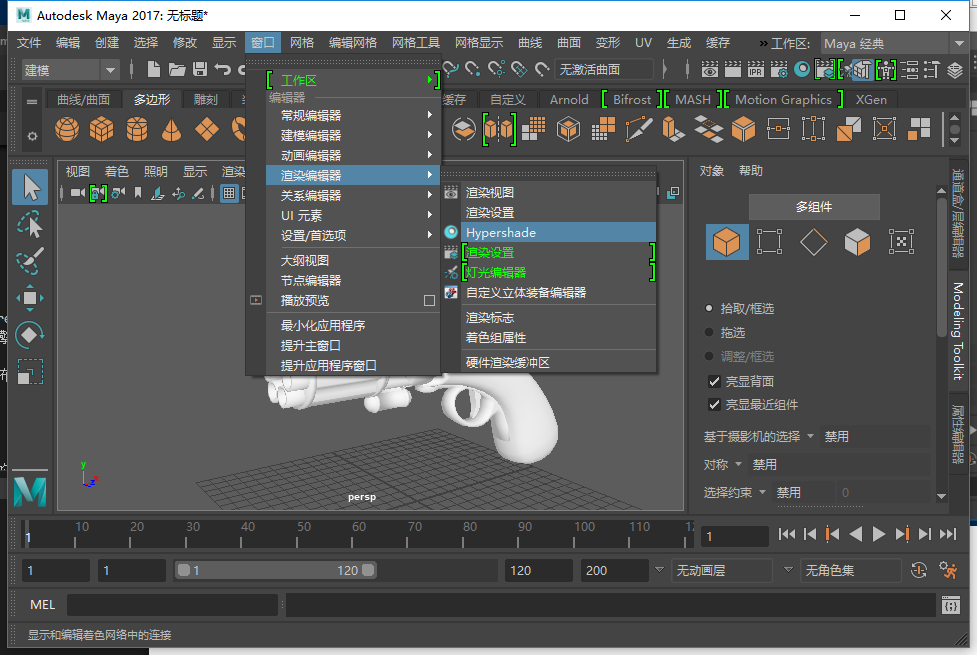 Autodesk Maya 2017: 无标题*
文件 编辑 创建 选择 修改 显示 窗口 网格 编辑网格 网格工具 网格显示 曲线 曲面 变形 UV 生成 缓存 » 工作区: Maya 经典
建模 无激活曲面
曲线/曲面 多边形 雕刻 缓存 自定义 Arnold Bifrost MASH Motion Graphics XGen
工作区
编辑器
常规编辑器
建模编辑器
动画编辑器
渲染编辑器
关系编辑器
UI 元素
设置/首选项
大纲视图
节点编辑器
播放预览
最小化应用程序
提升主窗口
提升应用程序窗口
渲染视图
渲染设置
Hypershade
渲染设置
灯光编辑器
自定义立体装备编辑器
渲染标志
着色组属性
硬件渲染缓冲区
视图 着色 照明 显示 渲染
IPR
y
z
persp
对象 帮助
多组件
拾取/框选
拖选
调整/框选
亮显背面
亮显最近组件
基于摄影机的选择 禁用
对称 禁用
选择约束 禁用 0
通道盒/层编辑器
Modeling Toolkit
属性编辑器
10 20 30 40 50 60 70 80 90 100 110 12
1
1
1 1 1 120 120 200 无动画层 无角色集
MEL
显示和编辑着色网络中的连接